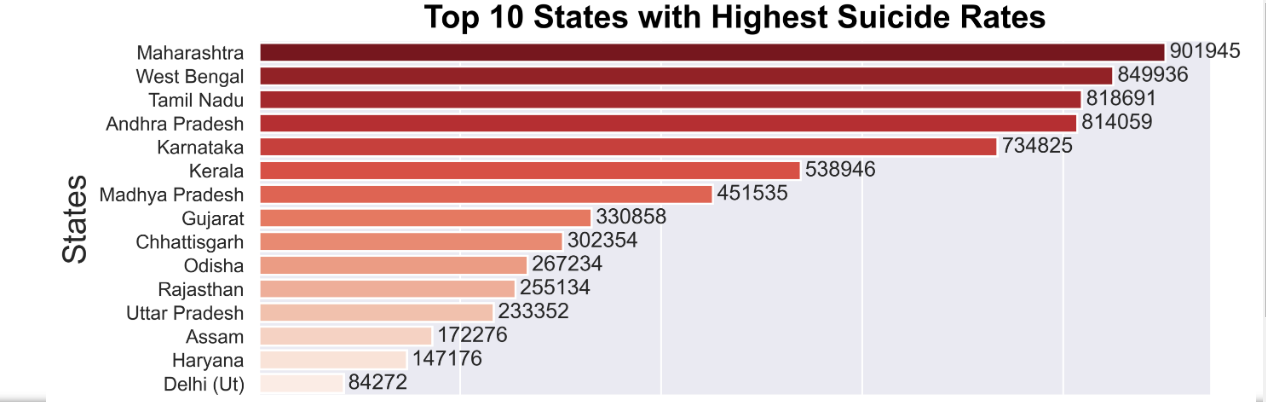 Top 10 States with Highest Suicide Rates
States
Maharashtra 901945
West Bengal 849936
Tamil Nadu 818691
Andhra Pradesh 814059
Karnataka 734825
Kerala 538946
Madhya Pradesh 451535
Gujarat 330858
Chhattisgarh 302354
Odisha 267234
Rajasthan 255134
Uttar Pradesh 233352
Assam 172276
Haryana 147176
Delhi (Ut) 84272